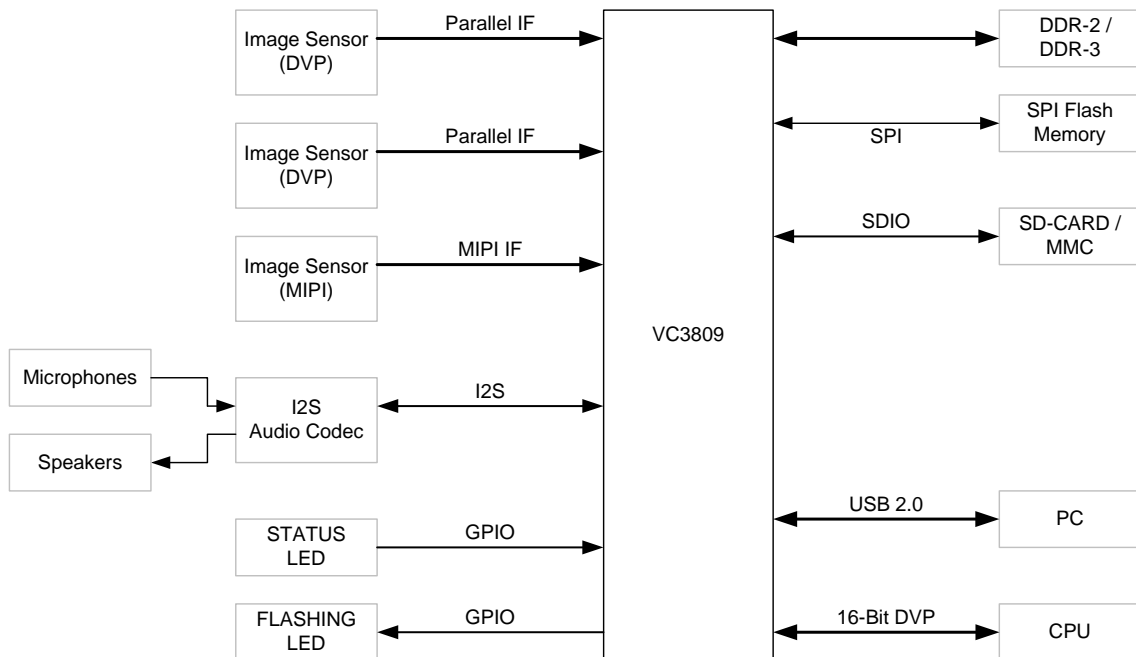 Image Sensor
(DVP)
Parallel IF
Image Sensor
(DVP)
Parallel IF
Image Sensor
(MIPI)
MIPI IF
Microphones
Speakers
I2S
Audio Codec
I2S
STATUS
LED
GPIO
FLASHING
LED
GPIO
VC3809
DDR-2 /
DDR-3
SPI
SPI Flash
Memory
SDIO
SD-CARD /
MMC
USB 2.0
PC
16-Bit DVP
CPU